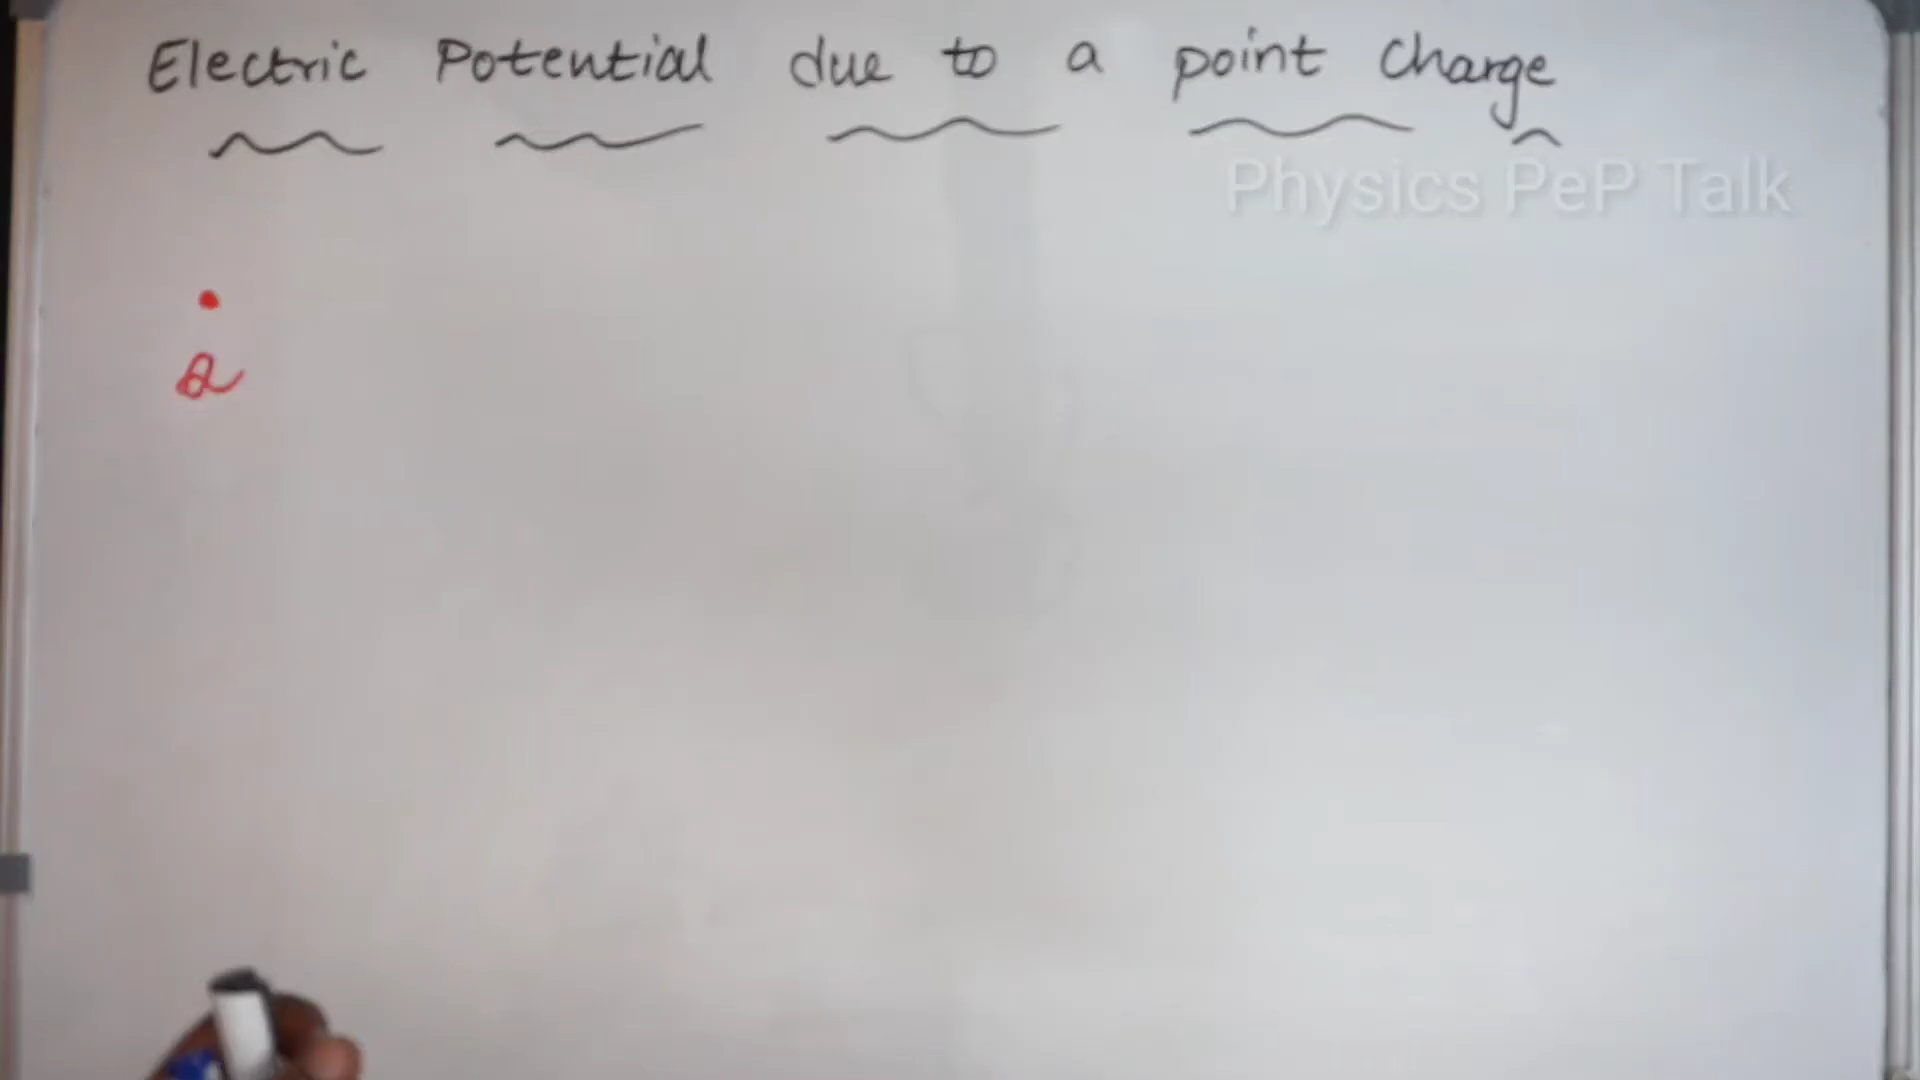 Electric Potential due to a point charge
Physics PeP Talk
Q